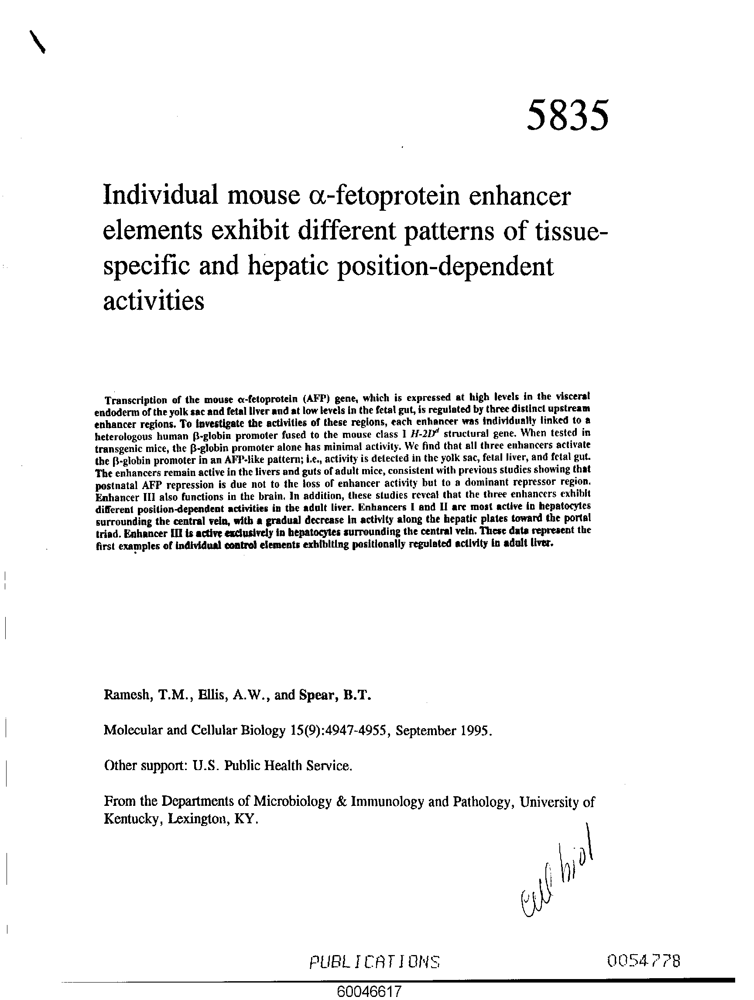 5835
Individual mouse α-fetoprotein enhancer
elements exhibit different patterns of tissue-
specific and hepatic position-dependent
activities
Transcription of the mouse α-fetoprotein (AFP) gene, which is expressed at high levels in the visceral
endoderm of the yolk sac and fetal liver and at low levels in the fetal gut, is regulated by three distinct upstream
enhancer regions. To investigate the activities of these regions, each enhancer was individually linked to a
heterologous human β-globin promoter fused to the mouse class I H-2Dᵈ structural gene. When tested in
transgenic mice, the β-globin promoter alone has minimal activity. We find that all three enhancers activate
the β-globin promoter in an AFP-like pattern; i.e., activity is detected in the yolk sac, fetal liver, and fetal gut.
The enhancers remain active in the livers and guts of adult mice, consistent with previous studies showing that
postnatal AFP repression is due not to the loss of enhancer activity but to a dominant repressor region.
Enhancer III also functions in the brain. In addition, these studies reveal that the three enhancers exhibit
different position-dependent activities in the adult liver. Enhancers I and II are most active in hepatocytes
surrounding the central vein, with a gradual decrease in activity along the hepatic plates toward the portal
triad. Enhancer III is active exclusively in hepatocytes surrounding the central vein. These data represent the
first examples of individual control elements exhibiting positionally regulated activity in adult liver.
Ramesh, T.M., Ellis, A.W., and Spear, B.T.
Molecular and Cellular Biology 15(9):4947-4955, September 1995.
Other support: U.S. Public Health Service.
From the Departments of Microbiology & Immunology and Pathology, University of
Kentucky, Lexington, KY.
Cell biol
PUBLICATIONS
0054778
60046617